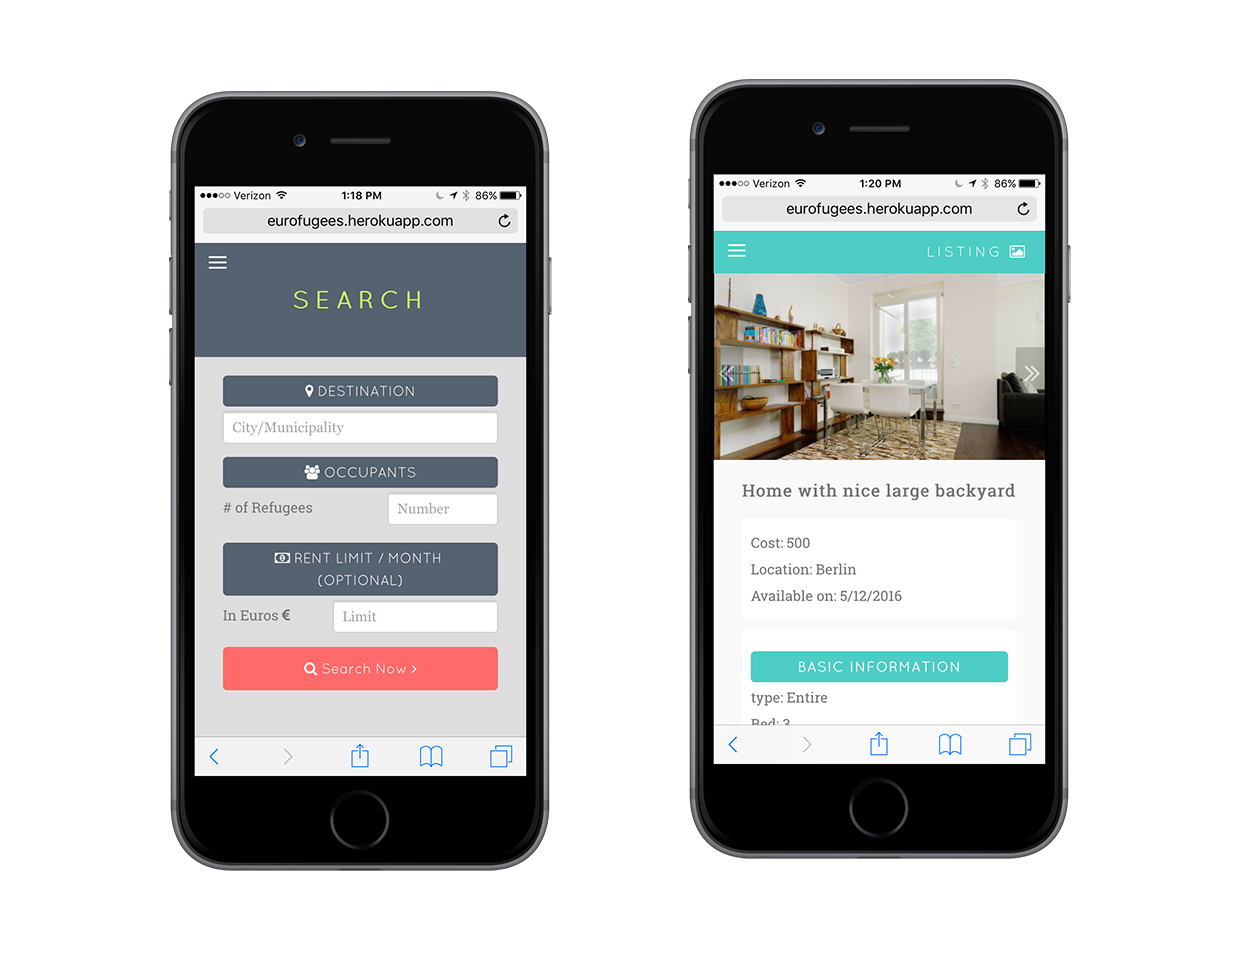 Verizon 1:18 PM 86%
eurofugees.herokuapp.com
SEARCH
DESTINATION
City/Municipality
OCCUPANTS
# of Refugees Number
RENT LIMIT / MONTH
(OPTIONAL)
In Euros € Limit
Search Now >
Verizon 1:20 PM 86%
eurofugees.herokuapp.com
LISTING
Home with nice large backyard
Cost: 500
Location: Berlin
Available on: 5/12/2016
BASIC INFORMATION
type: Entire
Bed: 3